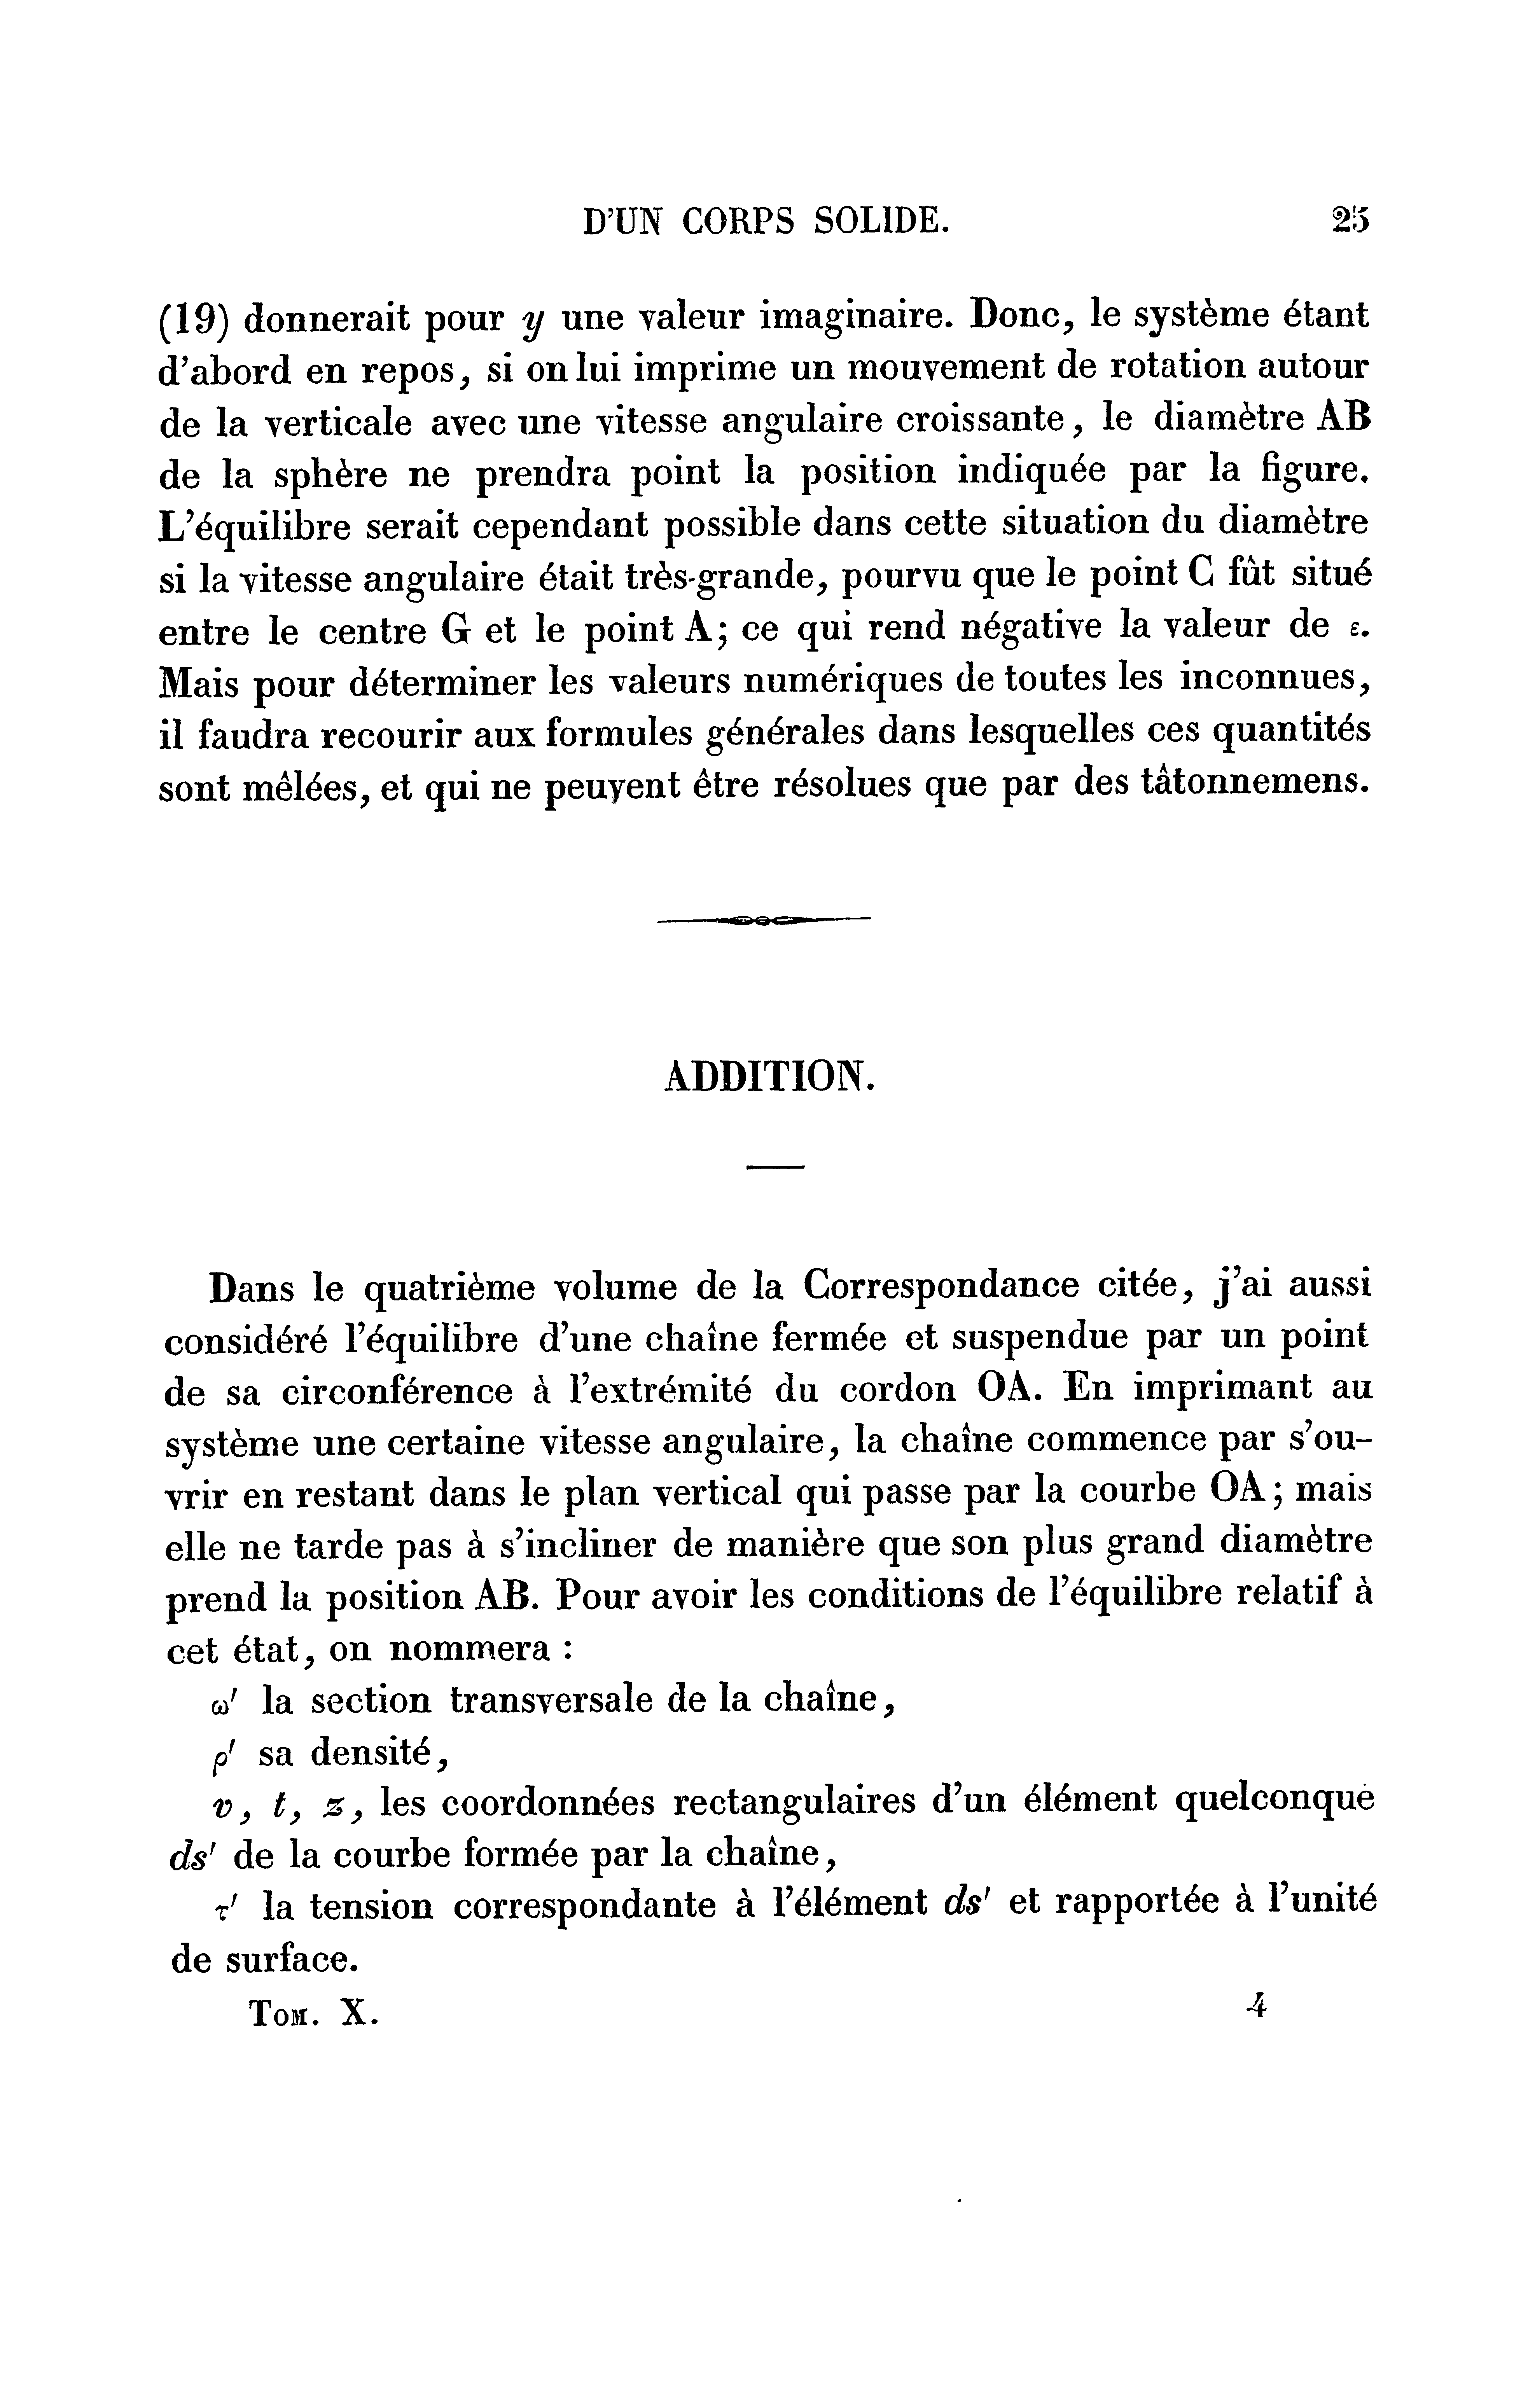 D'UN CORPS SOLIDE. 25
(19) donnerait pour y une valeur imaginaire. Donc, le système étant
d'abord en repos, si on lui imprime un mouvement de rotation autour
de la verticale avec une vitesse angulaire croissante, le diamètre AB
de la sphère ne prendra point la position indiquée par la figure.
L'équilibre serait cependant possible dans cette situation du diamètre
si la vitesse angulaire était très-grande, pourvu que le point C fût situé
entre le centre G et le point A; ce qui rend négative la valeur de ε.
Mais pour déterminer les valeurs numériques de toutes les inconnues,
il faudra recourir aux formules générales dans lesquelles ces quantités
sont mêlées, et qui ne peuvent être résolues que par des tâtonnemens.
ADDITION.
Dans le quatrième volume de la Correspondance citée, j'ai aussi
considéré l'équilibre d'une chaîne fermée et suspendue par un point
de sa circonférence à l'extrémité du cordon OA. En imprimant au
système une certaine vitesse angulaire, la chaîne commence par s'ou-
vrir en restant dans le plan vertical qui passe par la courbe OA; mais
elle ne tarde pas à s'incliner de manière que son plus grand diamètre
prend la position AB. Pour avoir les conditions de l'équilibre relatif à
cet état, on nommera :
ω' la section transversale de la chaîne,
ρ' sa densité,
v, t, z, les coordonnées rectangulaires d'un élément quelconque
ds' de la courbe formée par la chaîne,
τ' la tension correspondante à l'élément ds' et rapportée à l'unité
de surface.
TOM. X. 4